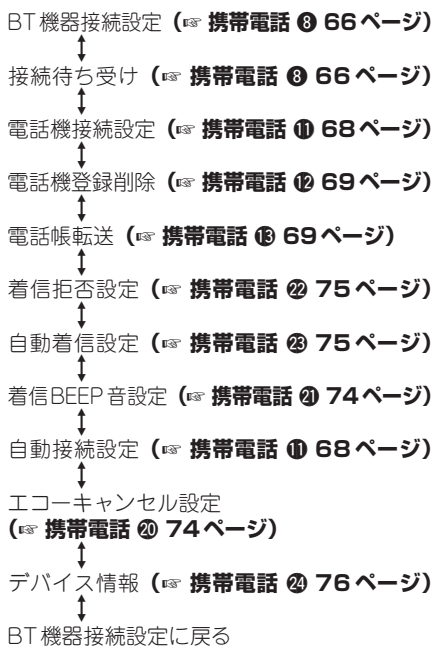 BT機器接続設定（☞ 携帯電話 ❽ 66ページ）
接続待ち受け（☞ 携帯電話 ❽ 66ページ）
電話機接続設定（☞ 携帯電話 ⓫ 68ページ）
電話機登録削除（☞ 携帯電話 ⓬ 69ページ）
電話帳転送（☞ 携帯電話 ⓭ 69ページ）
着信拒否設定（☞ 携帯電話 ㉒ 75ページ）
自動着信設定（☞ 携帯電話 ㉓ 75ページ）
着信BEEP音設定（☞ 携帯電話 ㉑ 74ページ）
自動接続設定（☞ 携帯電話 ⓫ 68ページ）
エコーキャンセル設定
（☞ 携帯電話 ⓴ 74ページ）
デバイス情報（☞ 携帯電話 ㉔ 76ページ）
BT機器接続設定に戻る